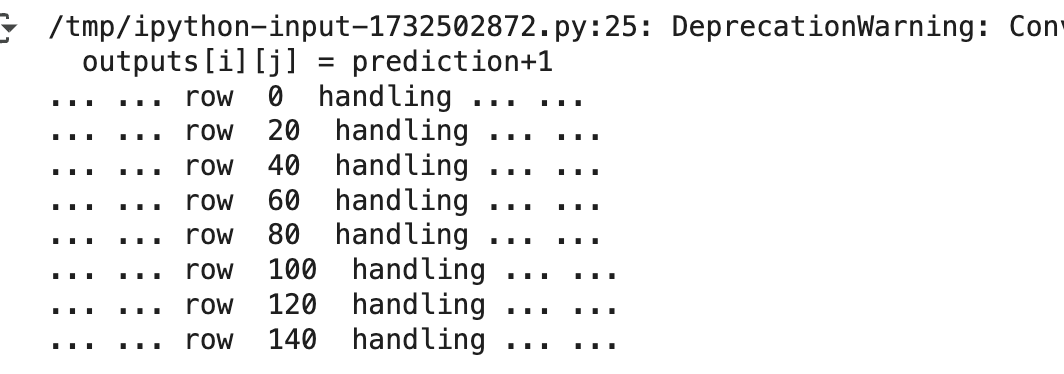 /tmp/ipython-input-1732502872.py:25: DeprecationWarning:
outputs[i][j] = prediction+1
... ... row  0  handling ... ...
... ... row  20  handling ... ...
... ... row  40  handling ... ...
... ... row  60  handling ... ...
... ... row  80  handling ... ...
... ... row  100  handling ... ...
... ... row  120  handling ... ...
... ... row  140  handling ... ...